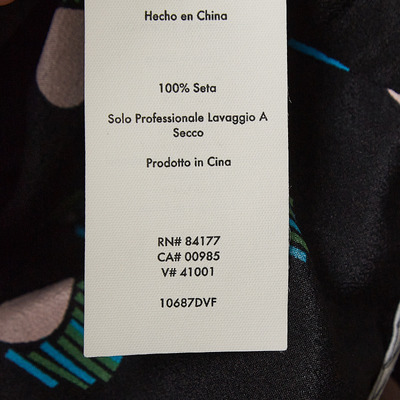 Hecho en China
100% Seta
Solo Professionale Lavaggio A
Secco
Prodotto in Cina
RN# 84177
CA# 00985
V# 41001
10687DVF